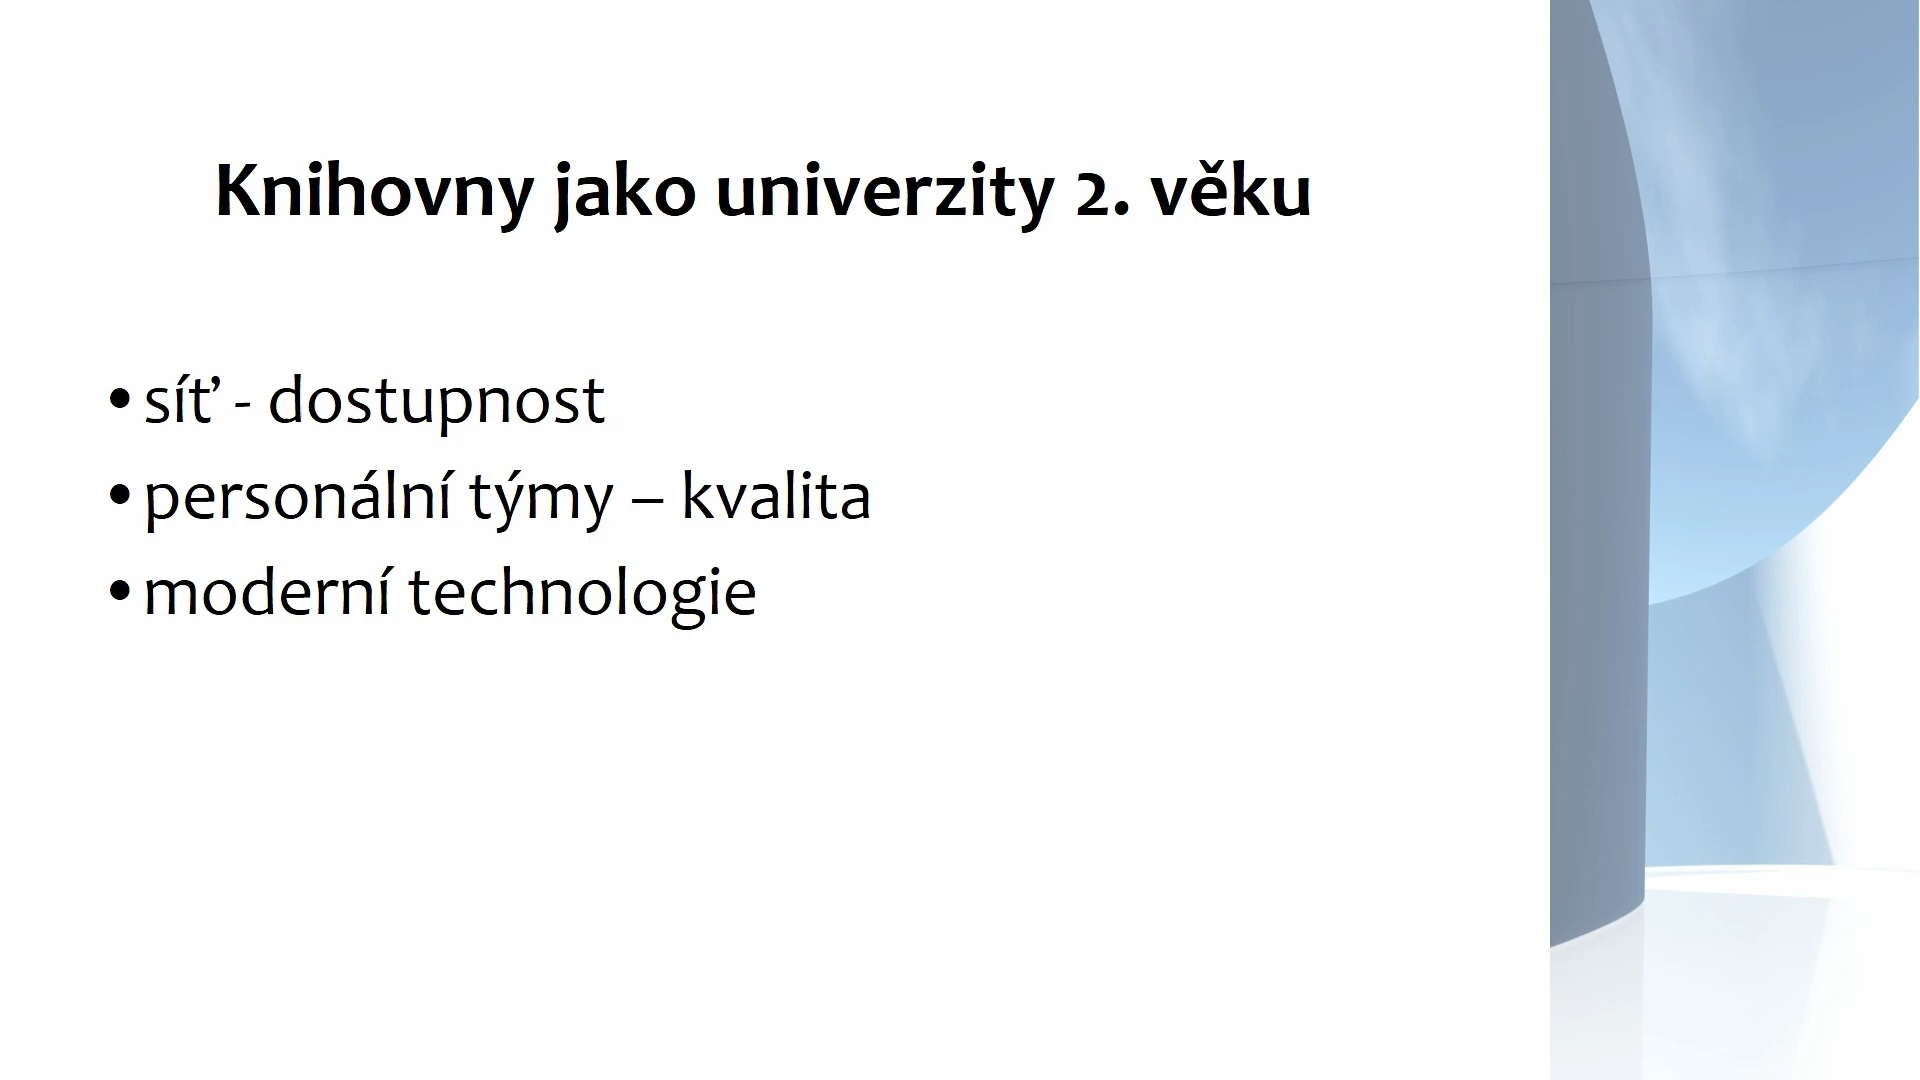 Knihovny jako univerzity 2. věku
• síť - dostupnost
• personální týmy – kvalita
• moderní technologie